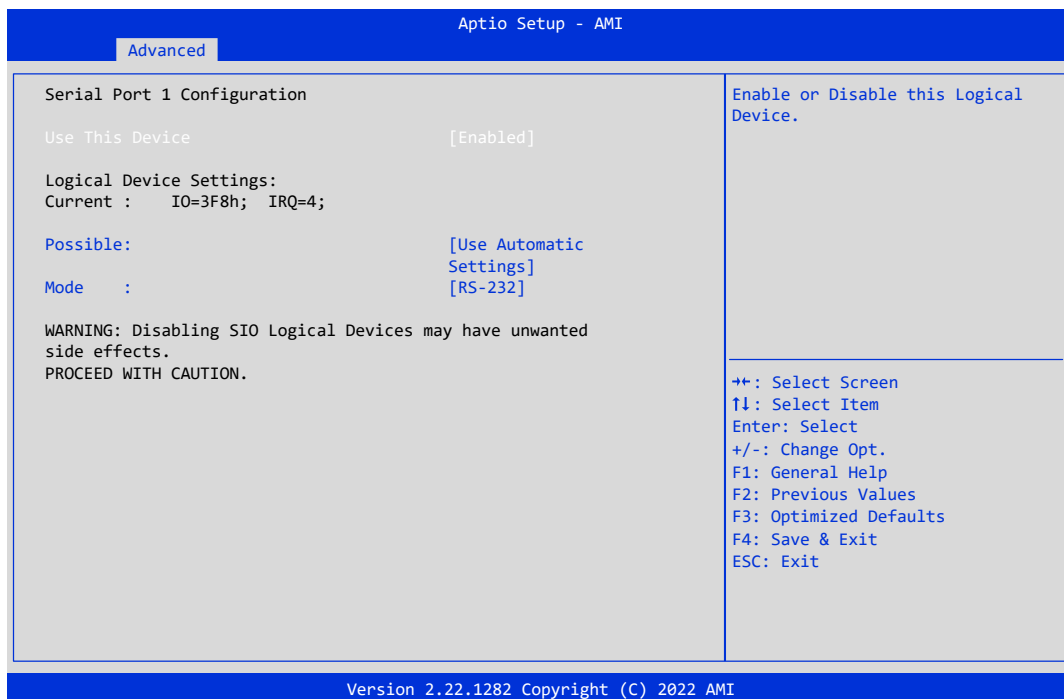 Aptio Setup - AMI
Advanced
Serial Port 1 Configuration
Use This Device [Enabled]
Logical Device Settings:
Current : IO=3F8h; IRQ=4;
Possible: [Use Automatic
Settings]
Mode : [RS-232]
WARNING: Disabling SIO Logical Devices may have unwanted
side effects.
PROCEED WITH CAUTION.
Enable or Disable this Logical
Device.
→←: Select Screen
↑↓: Select Item
Enter: Select
+/-: Change Opt.
F1: General Help
F2: Previous Values
F3: Optimized Defaults
F4: Save & Exit
ESC: Exit
Version 2.22.1282 Copyright (C) 2022 AMI